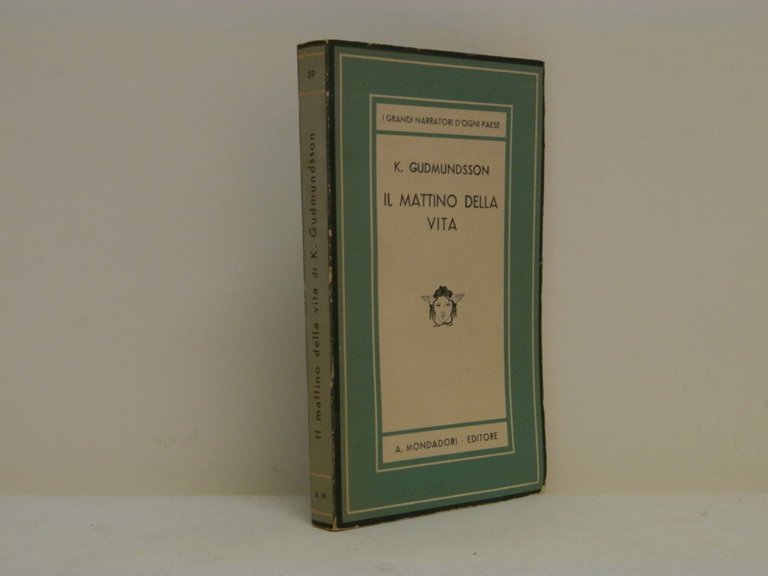 59
Il mattino della vita di K. Gudmundsson
A. M.
I GRANDI NARRATORI D'OGNI PAESE
K. GUDMUNDSSON
IL MATTINO DELLA
VITA
A. MONDADORI · EDITORE